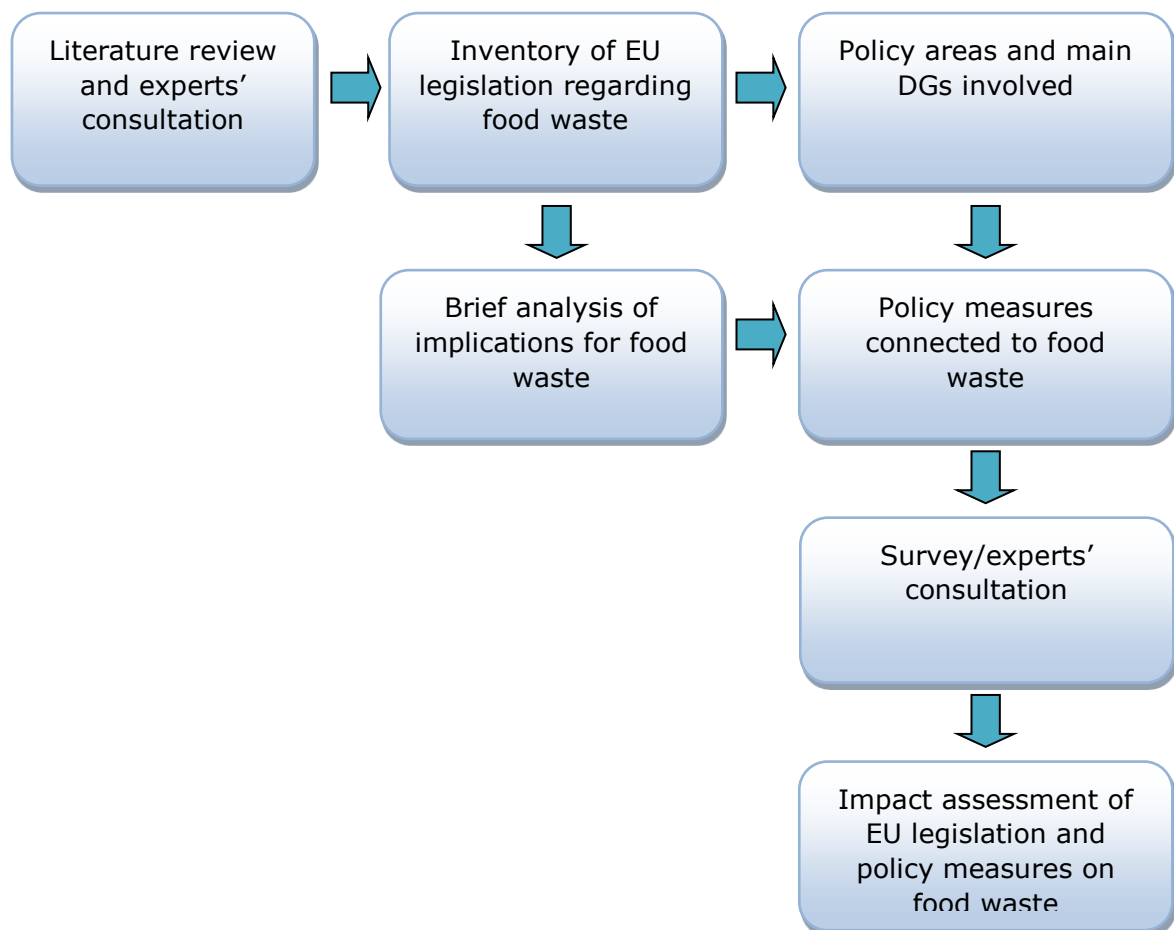 Literature review
and experts’
consultation
Inventory of EU
legislation regarding
food waste
Policy areas and main
DGs involved
Brief analysis of
implications for food
waste
Policy measures
connected to food
waste
Survey/experts’
consultation
Impact assessment of
EU legislation and
policy measures on
food waste